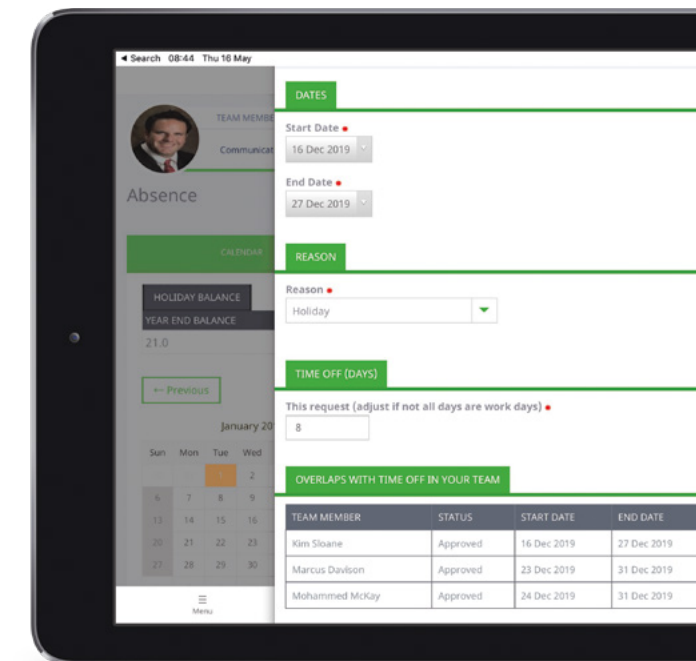 Search 08:44 Thu 16 May
TEAM MEMBE
Communicat
Absence
CALENDAR
HOLIDAY BALANCE
YEAR END BALANCE
21.0
← Previous
January 20
Sun Mon Tue Wed
1 2
6 7 8 9
13 14 15 16
20 21 22 23
27 28 29 30
Menu
DATES
Start Date
16 Dec 2019
End Date
27 Dec 2019
REASON
Reason
Holiday
TIME OFF (DAYS)
This request (adjust if not all days are work days)
8
OVERLAPS WITH TIME OFF IN YOUR TEAM
TEAM MEMBER STATUS START DATE END DATE
Kim Sloane Approved 16 Dec 2019 27 Dec 2019
Marcus Davison Approved 23 Dec 2019 31 Dec 2019
Mohammed McKay Approved 24 Dec 2019 31 Dec 2019